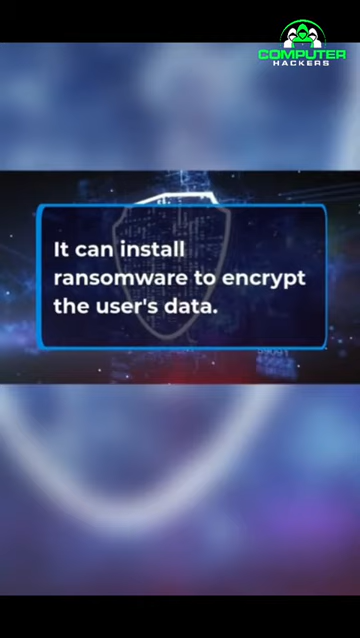 COMPUTER
HACKERS
It can install
ransomware to encrypt
the user's data.